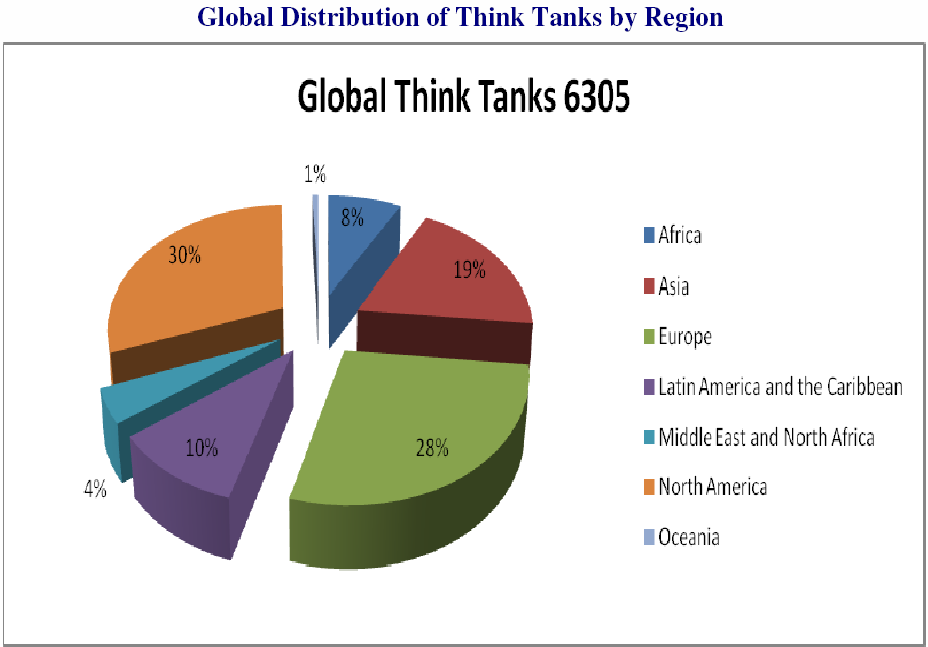 Global Distribution of Think Tanks by Region
Global Think Tanks 6305
1%
8%
30%
19%
28%
10%
4%
Africa
Asia
Europe
Latin America and the Caribbean
Middle East and North Africa
North America
Oceania